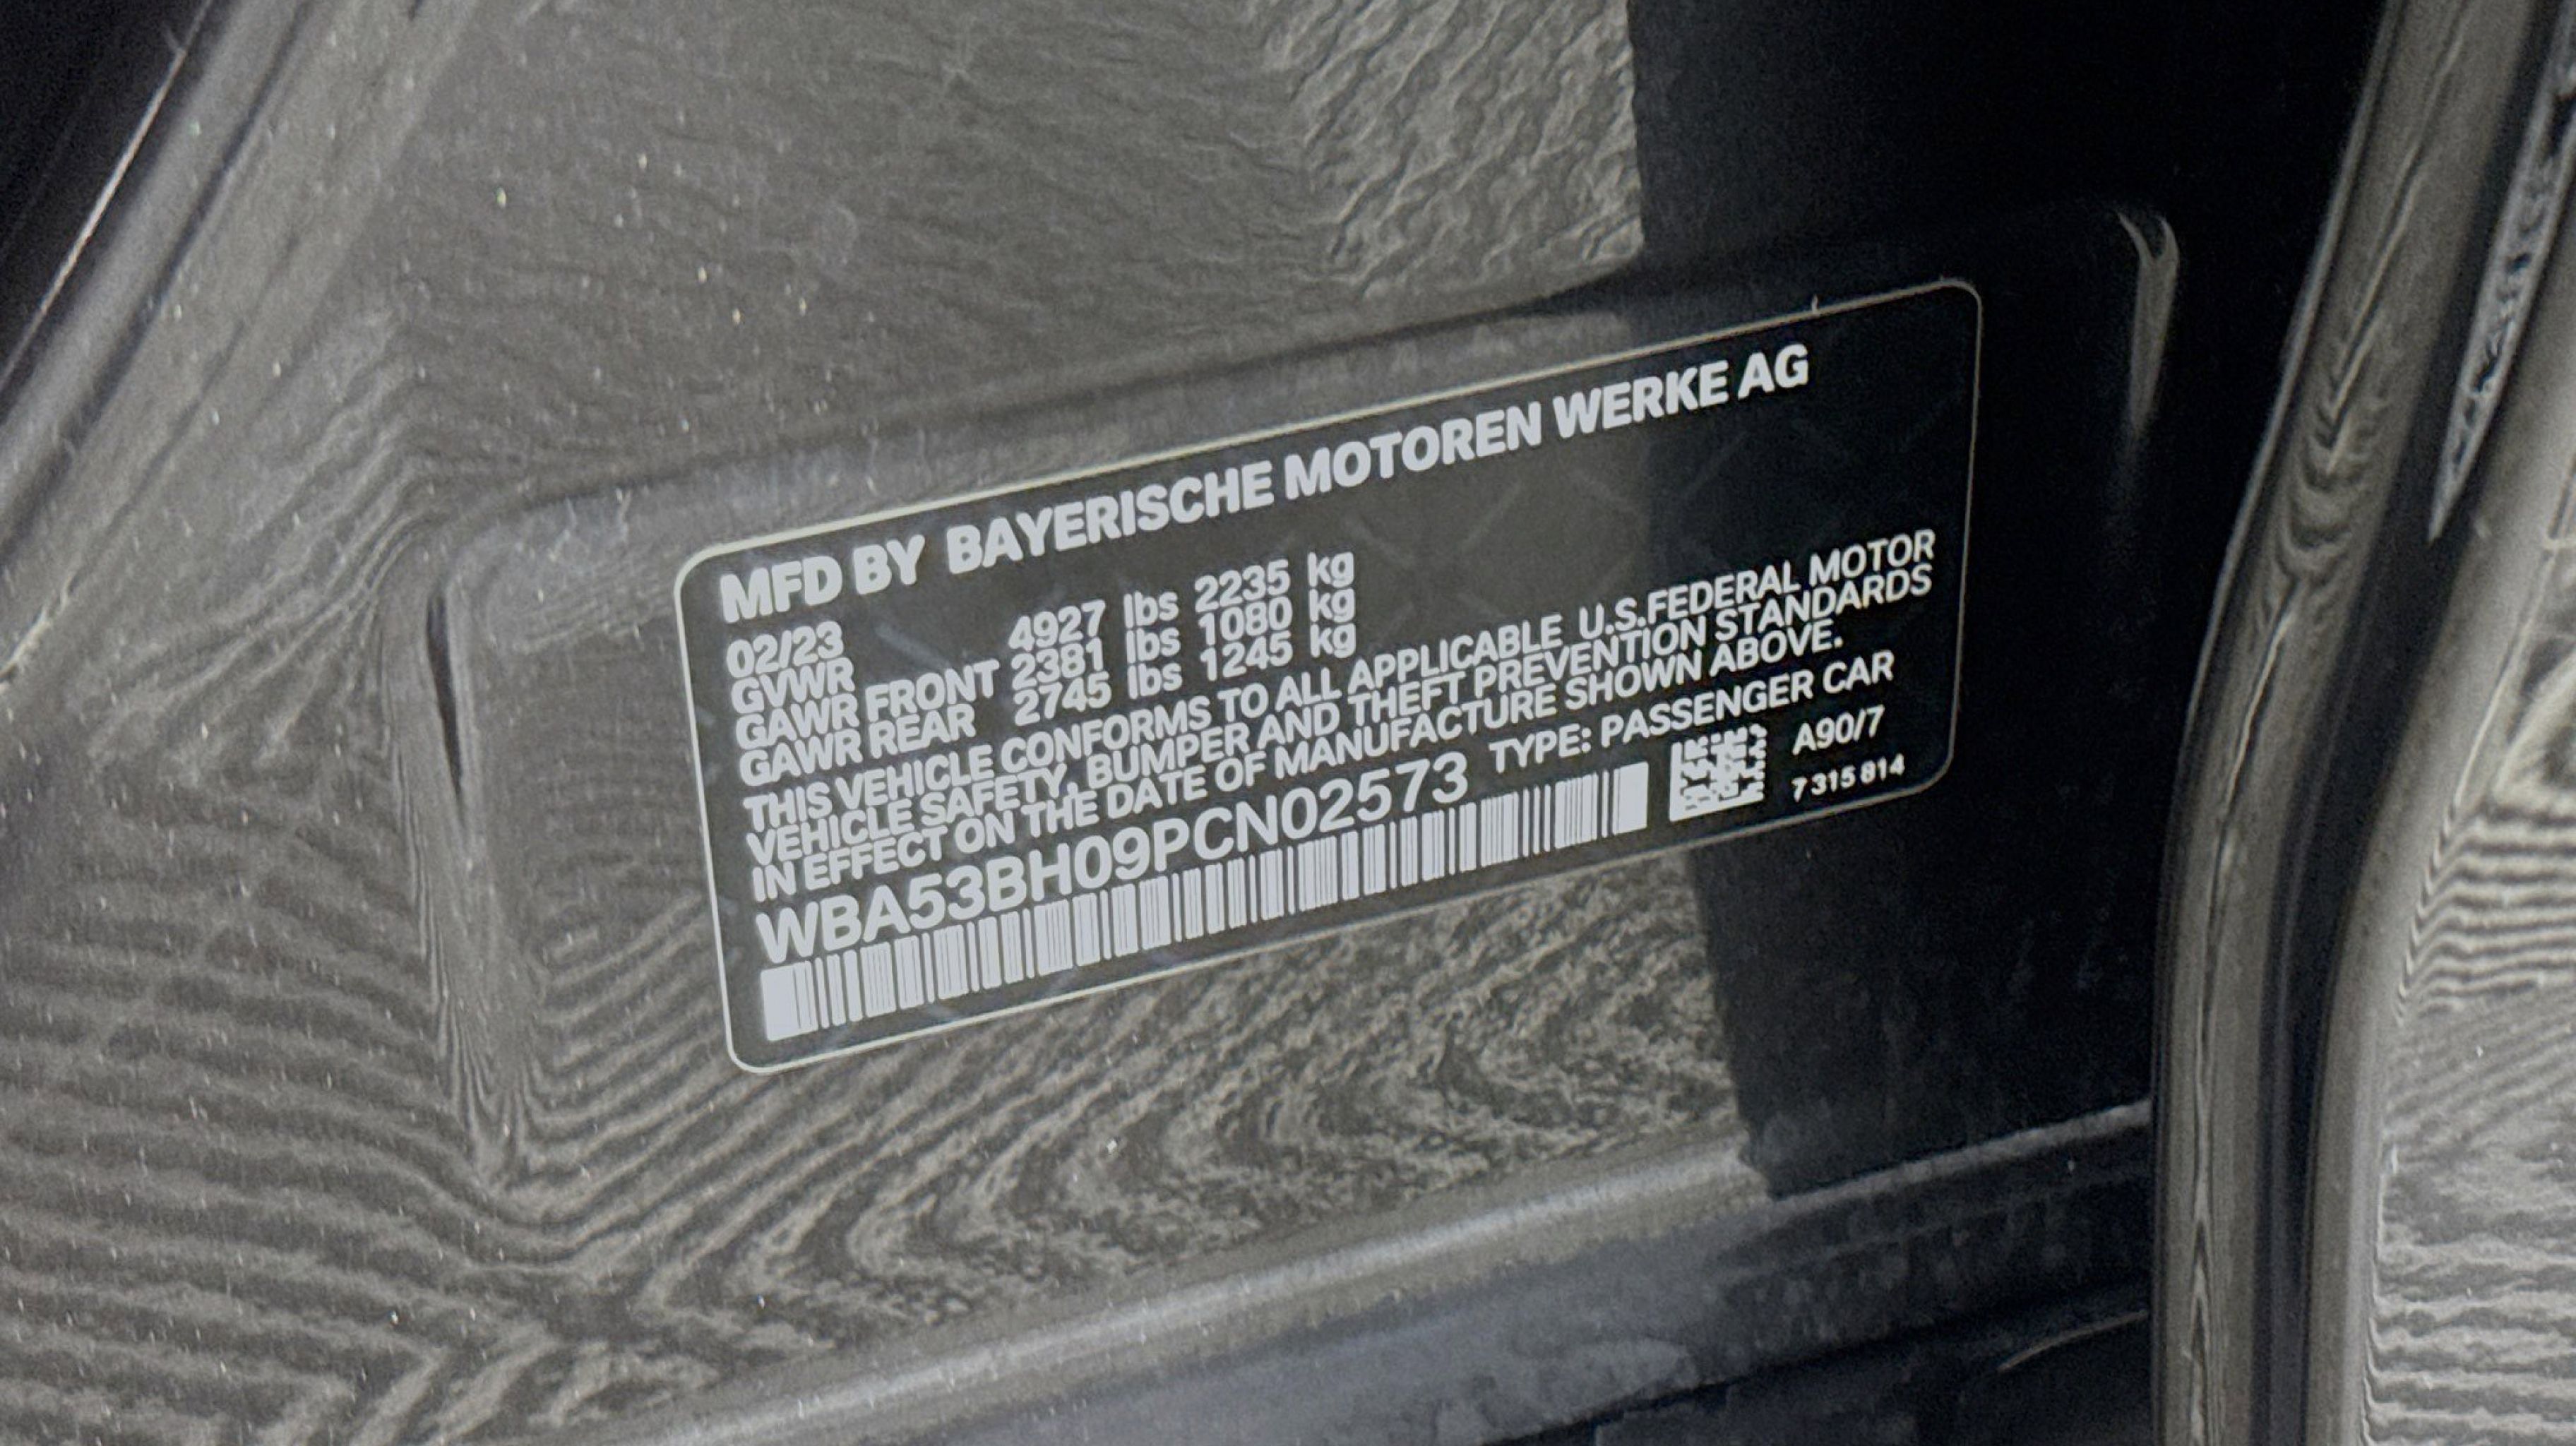 MFD BY BAYERISCHE MOTOREN WERKE AG
02/23
GVWR 4927 lbs 2235 kg
GAWR FRONT 2381 lbs 1080 kg
GAWR REAR 2745 lbs 1245 kg
THIS VEHICLE CONFORMS TO ALL APPLICABLE U.S.FEDERAL MOTOR
VEHICLE SAFETY, BUMPER AND THEFT PREVENTION STANDARDS
IN EFFECT ON THE DATE OF MANUFACTURE SHOWN ABOVE.
WBA53BH09PCN02573 TYPE: PASSENGER CAR
A90/7
7 315 814